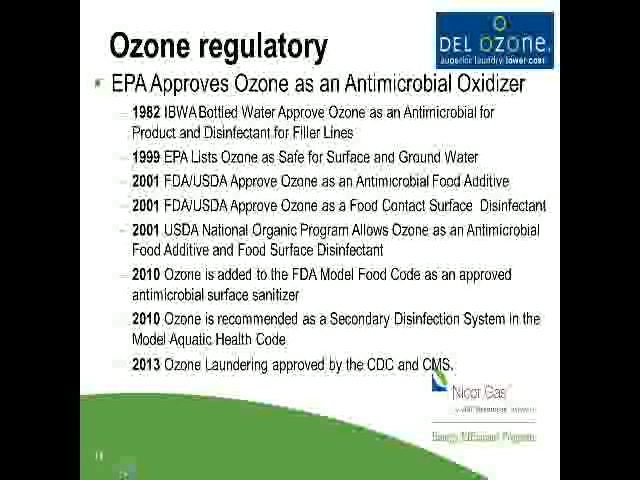 Ozone regulatory
DEL OZONE.
superior laundry. lower cost.
EPA Approves Ozone as an Antimicrobial Oxidizer
– 1982 IBWA Bottled Water Approve Ozone as an Antimicrobial for
Product and Disinfectant for Filler Lines
– 1999 EPA Lists Ozone as Safe for Surface and Ground Water
– 2001 FDA/USDA Approve Ozone as an Antimicrobial Food Additive
– 2001 FDA/USDA Approve Ozone as a Food Contact Surface Disinfectant
– 2001 USDA National Organic Program Allows Ozone as an Antimicrobial
Food Additive and Food Surface Disinfectant
– 2010 Ozone is added to the FDA Model Food Code as an approved
antimicrobial surface sanitizer
– 2010 Ozone is recommended as a Secondary Disinfection System in the
Model Aquatic Health Code
– 2013 Ozone Laundering approved by the CDC and CMS.
Nicor Gas
Energy Efficiency Program